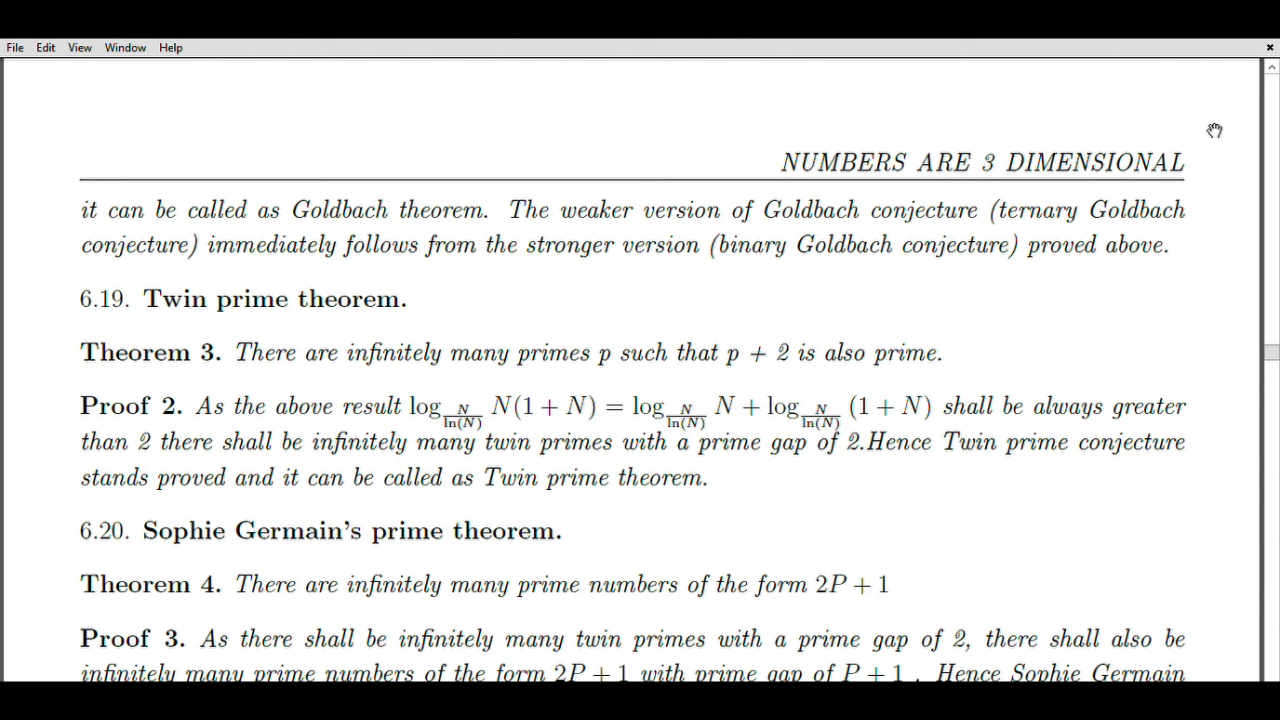 File Edit View Window Help
NUMBERS ARE 3 DIMENSIONAL
it can be called as Goldbach theorem. The weaker version of Goldbach conjecture (ternary Goldbach
conjecture) immediately follows from the stronger version (binary Goldbach conjecture) proved above.
6.19. Twin prime theorem.
Theorem 3. There are infinitely many primes p such that p + 2 is also prime.
Proof 2. As the above result log_{\frac{N}{ln(N)}} N(1 + N) = log_{\frac{N}{ln(N)}} N + log_{\frac{N}{ln(N)}} (1 + N) shall be always greater
than 2 there shall be infinitely many twin primes with a prime gap of 2.Hence Twin prime conjecture
stands proved and it can be called as Twin prime theorem.
6.20. Sophie Germain's prime theorem.
Theorem 4. There are infinitely many prime numbers of the form 2P + 1
Proof 3. As there shall be infinitely many twin primes with a prime gap of 2, there shall also be
infinitely many prime numbers of the form 2P + 1 with prime gap of P + 1 . Hence Sophie Germain